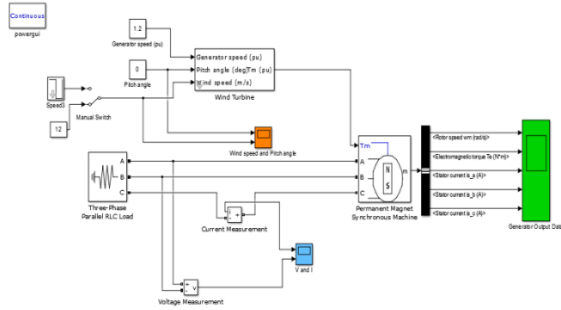 Continuous
powergui
1.2
Generator speed (pu)
Generator speed (pu)
0
Pitch angle (deg)
Tm (pu)
Pitch angle
Wind speed (m/s)
Wind Turbine
Speed1
Manual Switch
12
Wind speed and Pitch angle
Tm
A
B
C
A
B
C
N
S
m
<Rotor speed wm (rad/s)>
<Electromagnetic torque Te (N*m)>
<Stator current is_a (A)>
<Stator current is_b (A)>
<Stator current is_c (A)>
Three-Phase
Parallel RLC Load
Permanent Magnet
Synchronous Machine
Generator Output Data
+
-
i
Current Measurement
V and I
+
-
v
Voltage Measurement